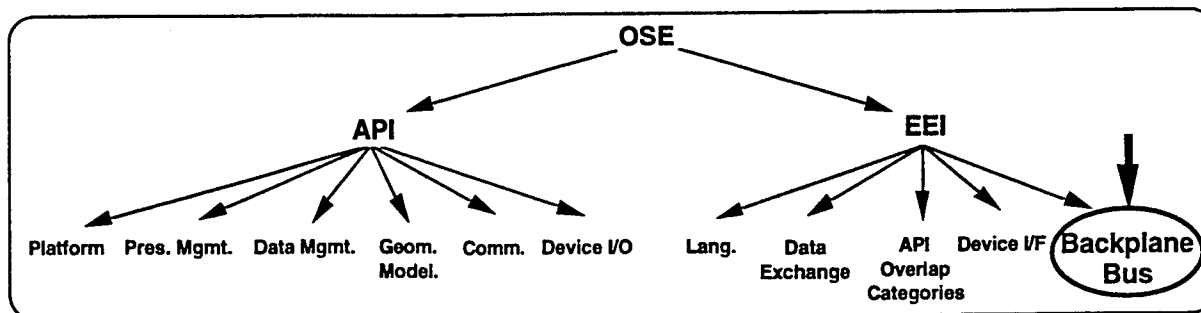 OSE
API
EEI
Platform
Pres. Mgmt.
Data Mgmt.
Geom.
Model.
Comm.
Device I/O
Lang.
Data
Exchange
API
Overlap
Categories
Device I/F
Backplane
Bus